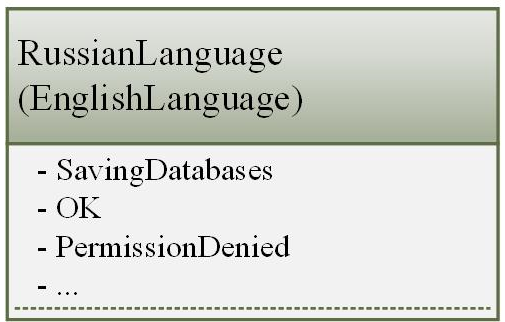 RussianLanguage
(EnglishLanguage)
- SavingDatabases
- OK
- PermissionDenied
- ...